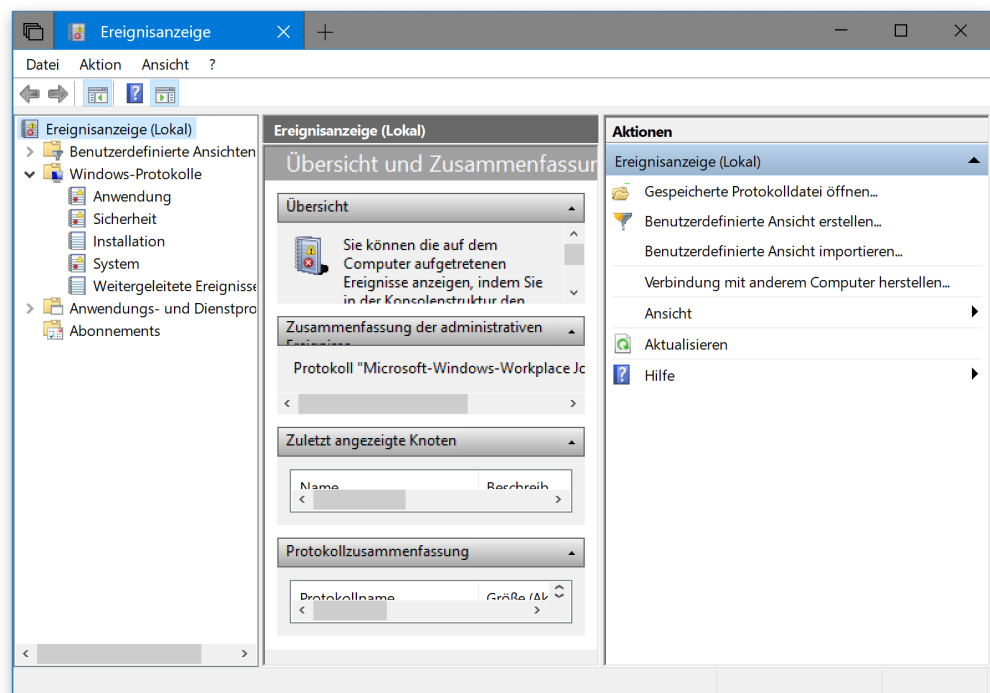 Ereignisanzeige
Datei Aktion Ansicht ?
Ereignisanzeige (Lokal)
Benutzerdefinierte Ansichten
Windows-Protokolle
Anwendung
Sicherheit
Installation
System
Weitergeleitete Ereignisse
Anwendungs- und Dienstpro
Abonnements
Ereignisanzeige (Lokal)
Übersicht und Zusammenfassur
Übersicht
Sie können die auf dem
Computer aufgetretenen
Ereignisse anzeigen, indem Sie
in der Konsolenstruktur den
Zusammenfassung der administrativen
Ereignisse
Protokoll "Microsoft-Windows-Workplace Jo
Zuletzt angezeigte Knoten
Name Beschreib
Protokollzusammenfassung
Protokollname Größe (Ak
Aktionen
Ereignisanzeige (Lokal)
Gespeicherte Protokolldatei öffnen...
Benutzerdefinierte Ansicht erstellen...
Benutzerdefinierte Ansicht importieren...
Verbindung mit anderem Computer herstellen...
Ansicht
Aktualisieren
Hilfe